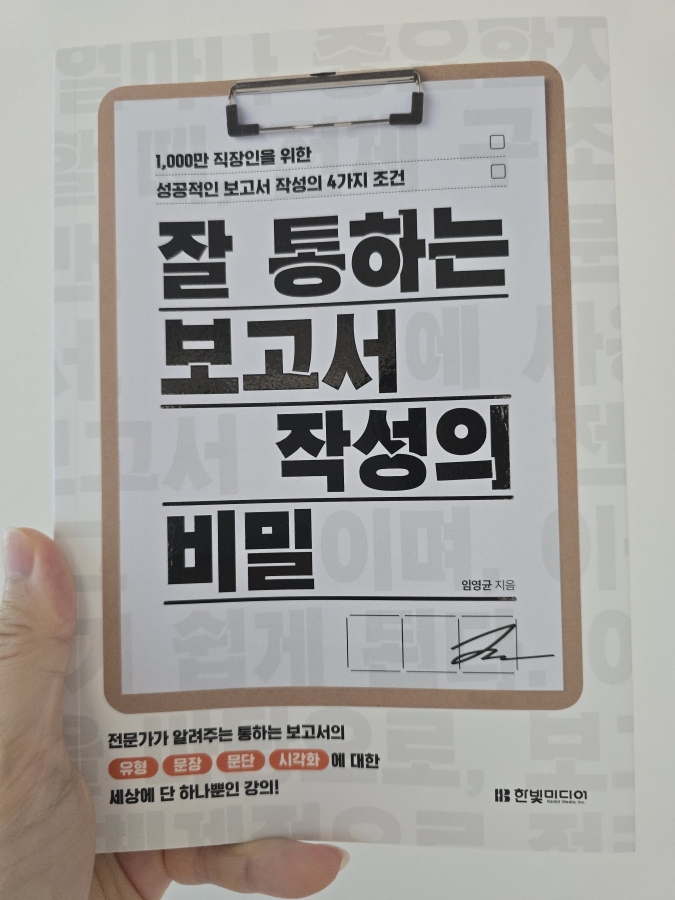 1,000만 직장인을 위한
성공적인 보고서 작성의 4가지 조건
잘 통하는
보고서
작성의
비밀
임영균 지음
전문가가 알려주는 통하는 보고서의
유형 문장 문단 시각화 에 대한
세상에 단 하나뿐인 강의!
한빛미디어
Hanbit Media, Inc.